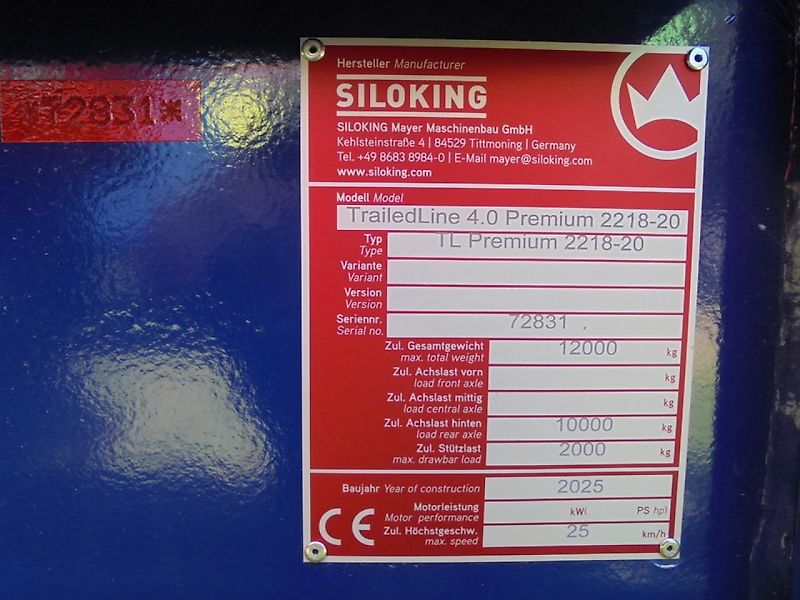 *72831*
Hersteller Manufacturer
SILOKING
SILOKING Mayer Maschinenbau GmbH
Kehlsteinstraße 4 | 84529 Tittmoning | Germany
Tel. +49 8683 8984-0 | E-Mail mayer@siloking.com
www.siloking.com
Modell Model
TrailedLine 4.0 Premium 2218-20
Typ TL Premium 2218-20
Type
Variante
Variant
Version
Version
Seriennr. 72831
Serial no.
Zul. Gesamtgewicht 12000 kg
max. total weight
Zul. Achslast vorn kg
load front axle
Zul. Achslast mittig kg
load central axle
Zul. Achslast hinten 10000 kg
load rear axle
Zul. Stützlast 2000 kg
max. drawbar load
Baujahr Year of construction 2025
Motorleistung kW( PS hp)
Motor performance
Zul. Höchstgeschw. 25 km/h
max. speed
CE